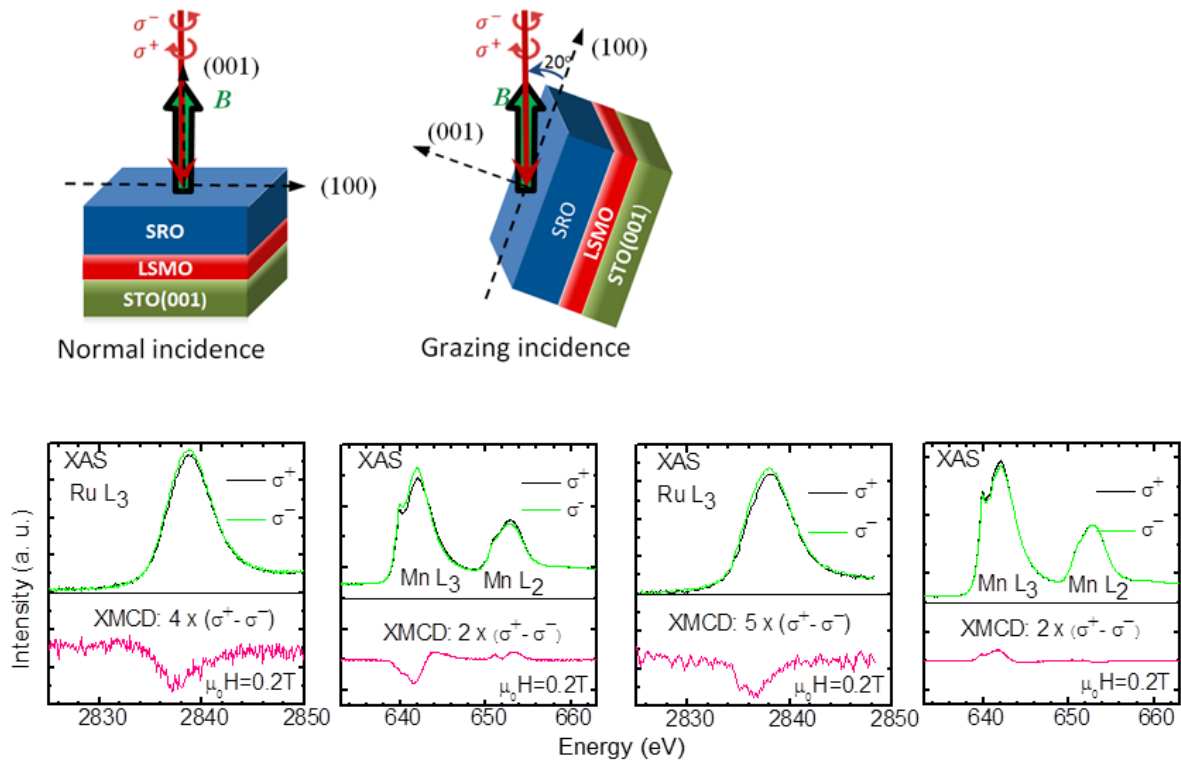 σ⁻
σ⁺
(001)
B
(100)
SRO
LSMO
STO(001)
Normal incidence
σ⁻
σ⁺
20°
(100)
B
(001)
SRO
LSMO
STO(001)
Grazing incidence
XAS
Ru L₃
σ⁺
σ⁻
XMCD: 4 x (σ⁺- σ⁻)
μ₀H=0.2T
2830 2840 2850
XAS
σ⁺
σ⁻
Mn L₃ Mn L₂
XMCD: 2 x (σ⁺- σ⁻)
μ₀H=0.2T
640 650 660
XAS
Ru L₃
σ⁺
σ⁻
XMCD: 5 x (σ⁺- σ⁻)
μ₀H=0.2T
2830 2840 2850
XAS
σ⁺
σ⁻
Mn L₃ Mn L₂
XMCD: 2 x (σ⁺- σ⁻)
μ₀H=0.2T
640 650 660
Intensity (a. u.)
Energy (eV)